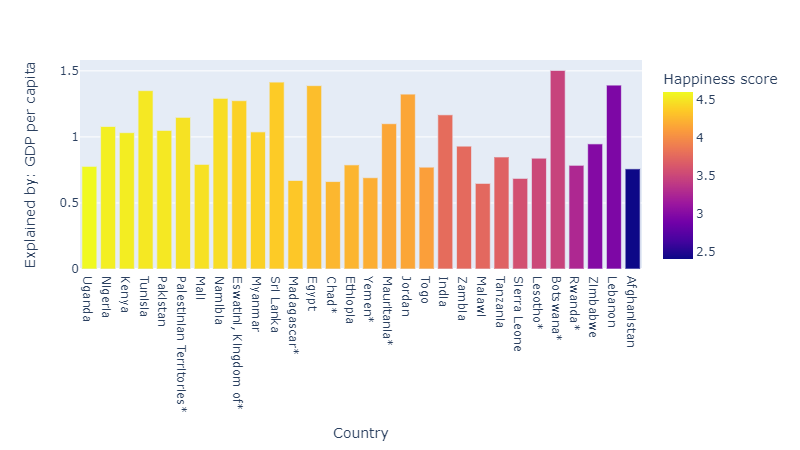 Explained by: GDP per capita
1.5
1
0.5
0
Uganda
Nigeria
Kenya
Tunisia
Pakistan
Palestinian Territories*
Mali
Namibia
Eswatini, Kingdom of*
Myanmar
Sri Lanka
Madagascar*
Egypt
Chad*
Ethiopia
Yemen*
Mauritania*
Jordan
Togo
India
Zambia
Malawi
Tanzania
Sierra Leone
Lesotho*
Botswana*
Rwanda*
Zimbabwe
Lebanon
Afghanistan
Country
Happiness score
4.5
4
3.5
3
2.5